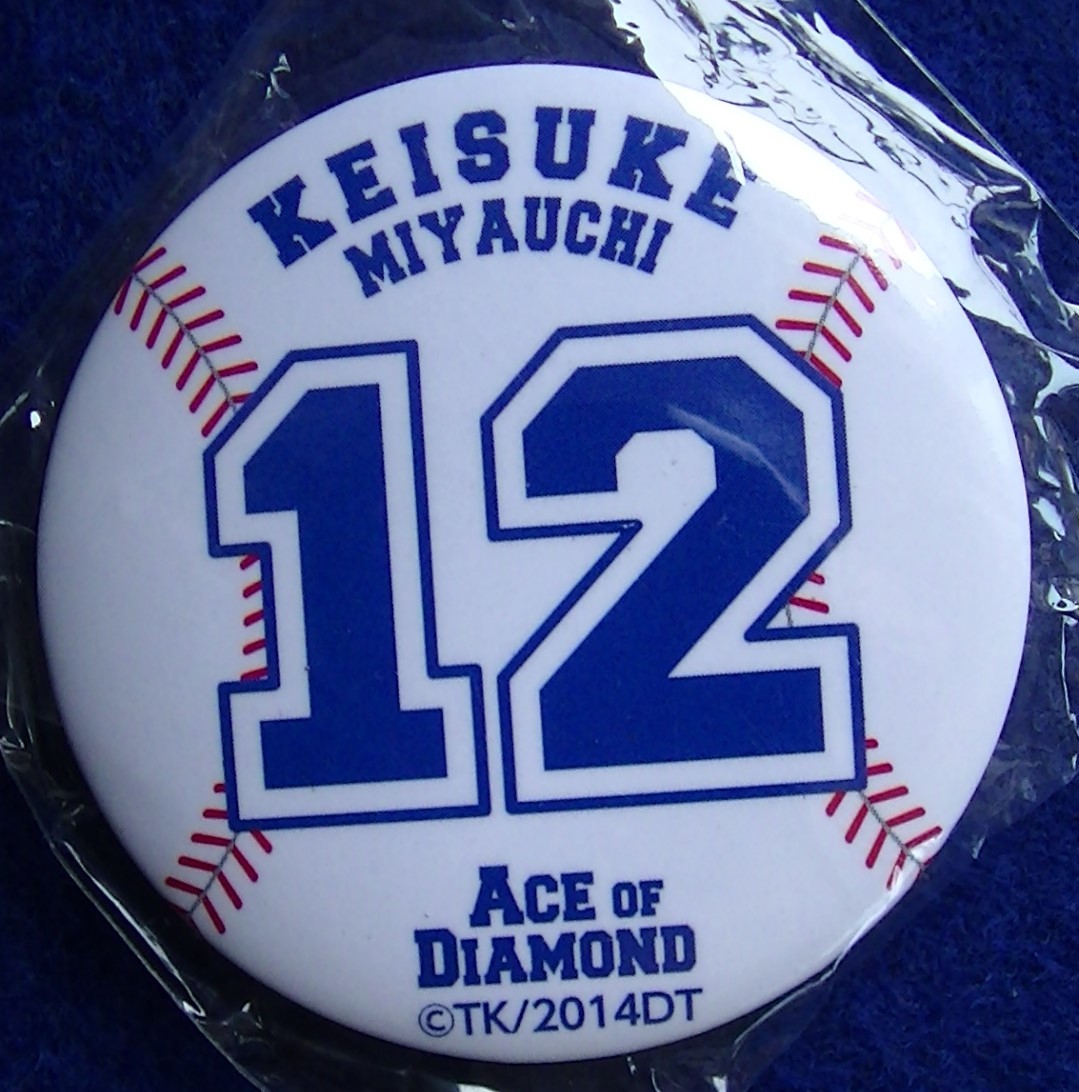 KEISUKE
MIYAUCHI
12
ACE OF
DIAMOND
©TK/2014DT